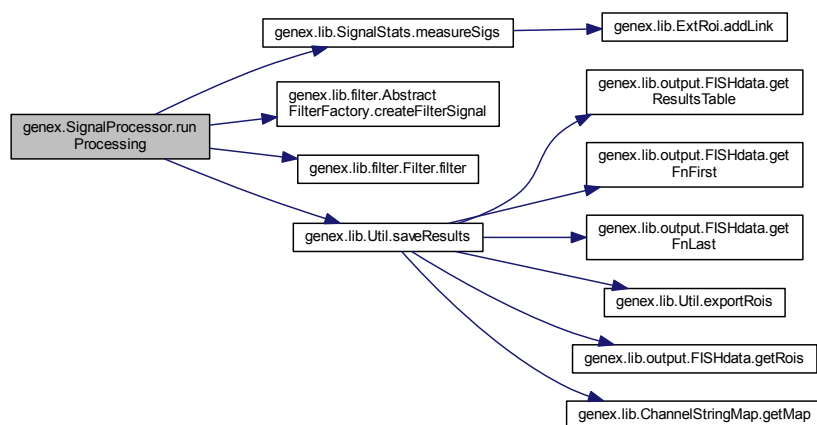 genex.SignalProcessor.run
Processing
genex.lib.SignalStats.measureSigs
genex.lib.filter.Abstract
FilterFactory.createFilterSignal
genex.lib.filter.Filter.filter
genex.lib.Util.saveResults
genex.lib.ExtRoi.addLink
genex.lib.output.FISHdata.get
ResultsTable
genex.lib.output.FISHdata.get
FnFirst
genex.lib.output.FISHdata.get
FnLast
genex.lib.Util.exportRois
genex.lib.output.FISHdata.getRois
genex.lib.ChannelStringMap.getMap